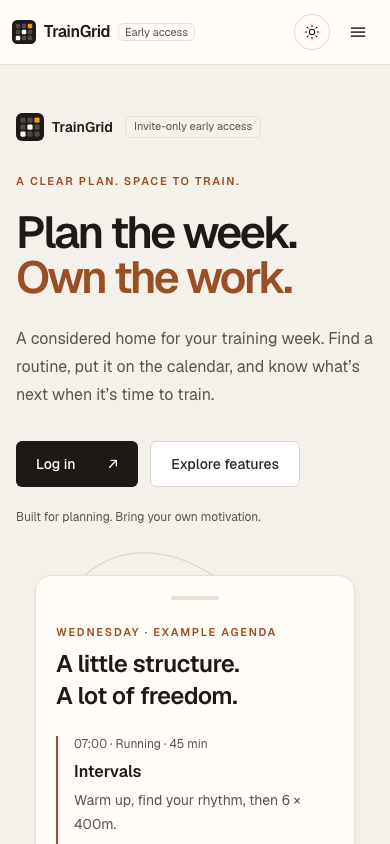 TrainGrid Early access
TrainGrid Invite-only early access
A CLEAR PLAN. SPACE TO TRAIN.
Plan the week.
Own the work.
A considered home for your training week. Find a
routine, put it on the calendar, and know what’s
next when it’s time to train.
Log in
Explore features
Built for planning. Bring your own motivation.
WEDNESDAY · EXAMPLE AGENDA
A little structure.
A lot of freedom.
07:00 · Running · 45 min
Intervals
Warm up, find your rhythm, then 6 ×
400m.